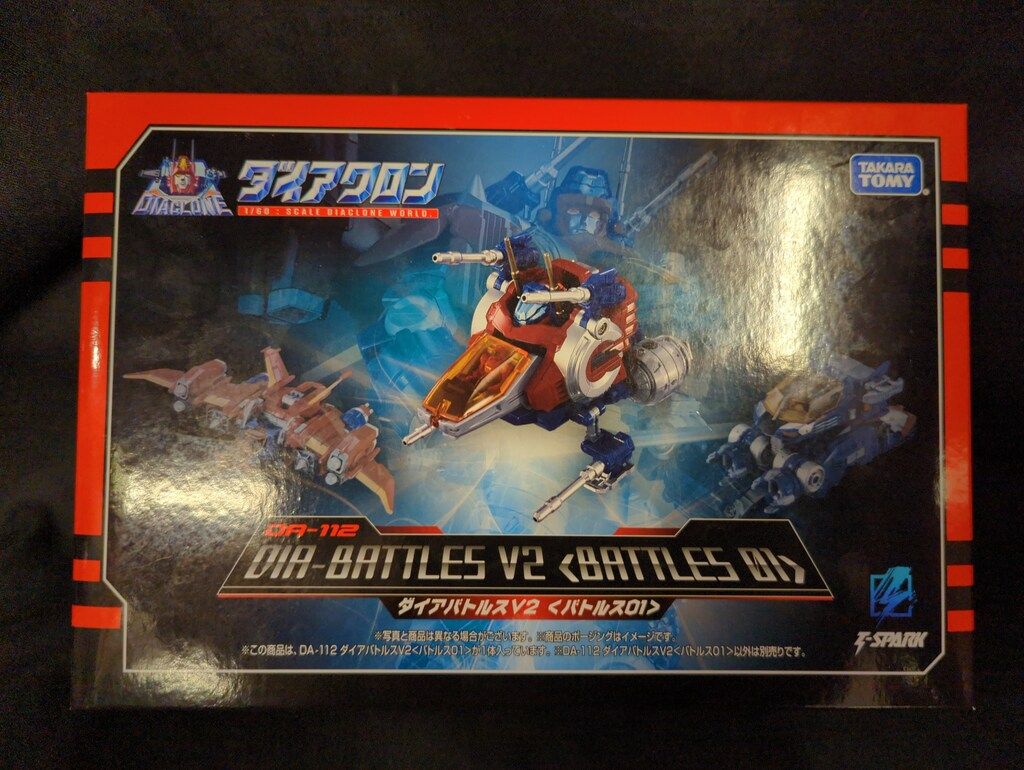 DIACLONE
ダイアクロン
1/60 : SCALE DIACLONE WORLD.
TAKARA TOMY
DA-112
DIA-BATTLES V2 <BATTLES 01>
ダイアバトルスV2 <バトルス01>
※写真と商品は異なる場合がございます。※商品のポージングはイメージです。
※この商品は、DA-112 ダイアバトルスV2<バトルス01>が1体入っています。※DA-112 ダイアバトルスV2<バトルス01>以外は別売りです。
T-SPARK